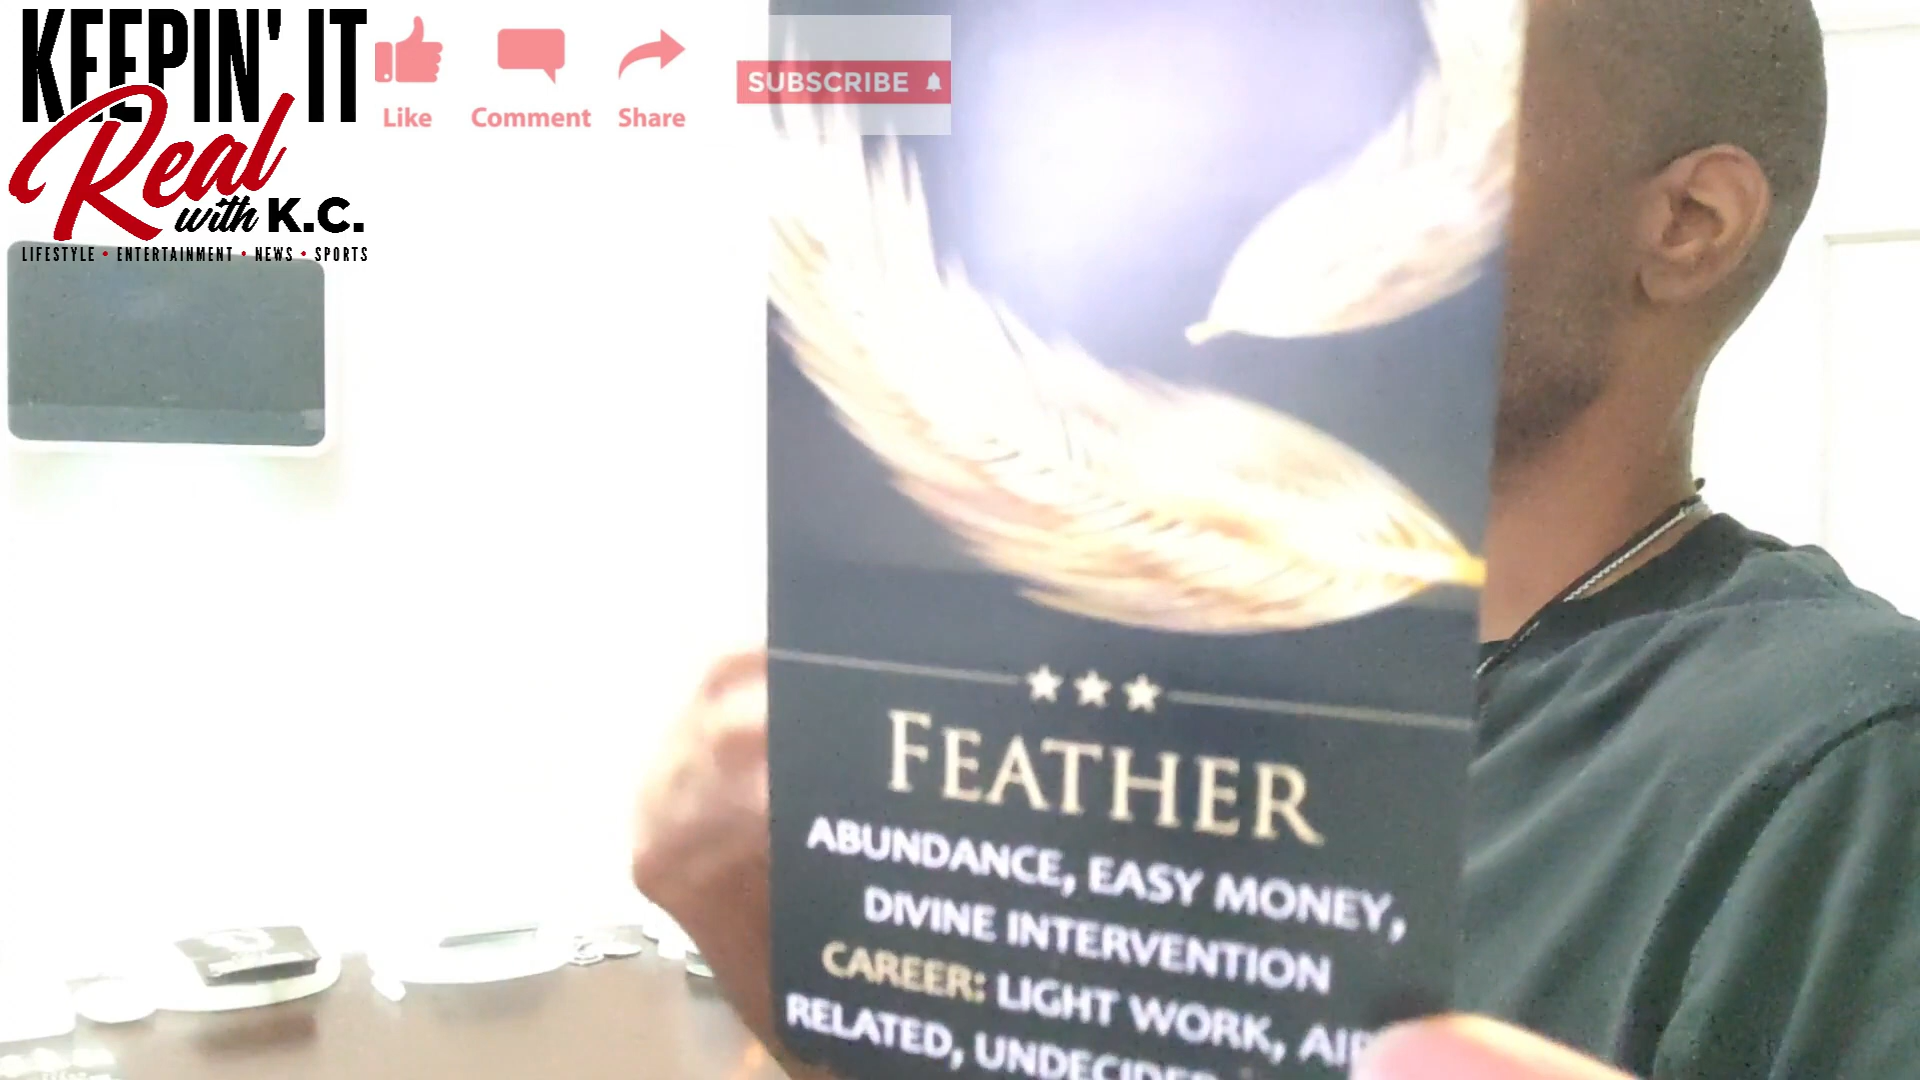 KEEPIN' IT
Real
with K.C.
LIFESTYLE • ENTERTAINMENT • NEWS • SPORTS
Like
Comment
Share
SUBSCRIBE
FEATHER
ABUNDANCE, EASY MONEY,
DIVINE INTERVENTION
CAREER: LIGHT WORK,
RELATED,